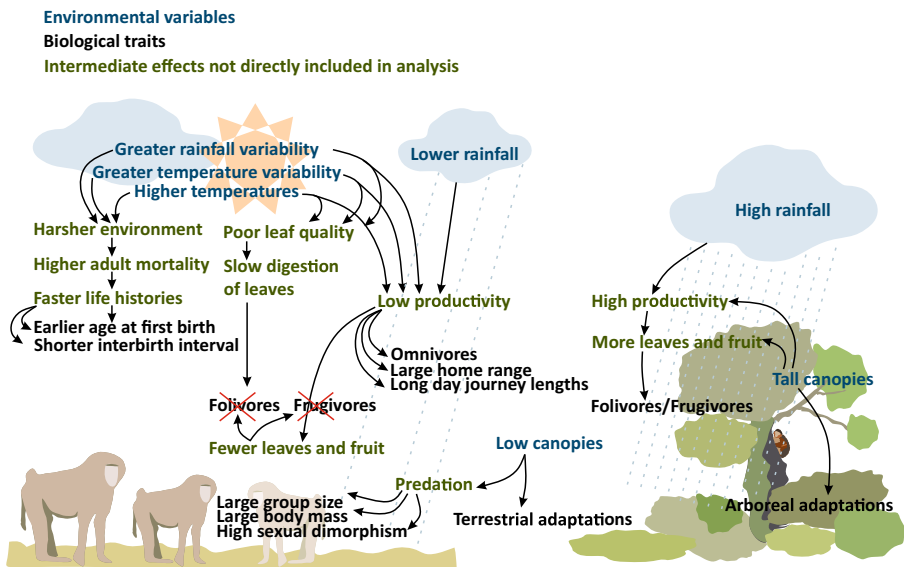 Environmental variables
Biological traits
Intermediate effects not directly included in analysis
Greater rainfall variability
Greater temperature variability
Higher temperatures
Lower rainfall
High rainfall
Harsher environment
Higher adult mortality
Faster life histories
Earlier age at first birth
Shorter interbirth interval
Poor leaf quality
Slow digestion
of leaves
Folivores
Frugivores
Fewer leaves and fruit
Low productivity
Omnivores
Large home range
Long day journey lengths
Low canopies
Predation
Large group size
Large body mass
High sexual dimorphism
Terrestrial adaptations
High productivity
More leaves and fruit
Tall canopies
Folivores/Frugivores
Arboreal adaptations